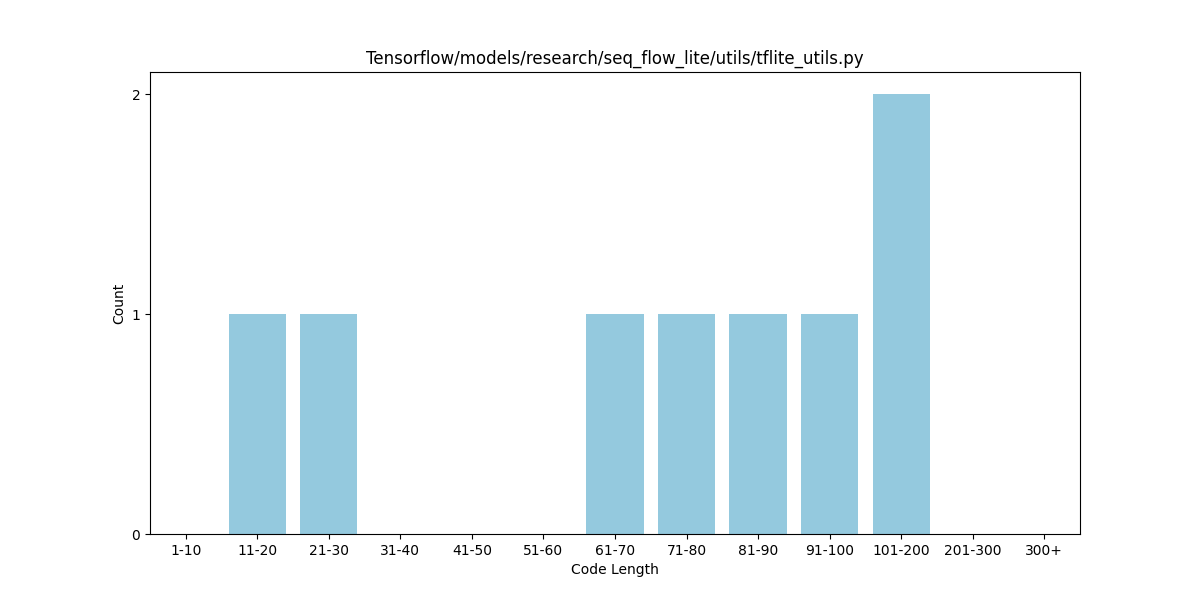 Tensorflow/models/research/seq_flow_lite/utils/tflite_utils.py
2
1
0
Count
1-10 11-20 21-30 31-40 41-50 51-60 61-70 71-80 81-90 91-100 101-200 201-300 300+
Code Length